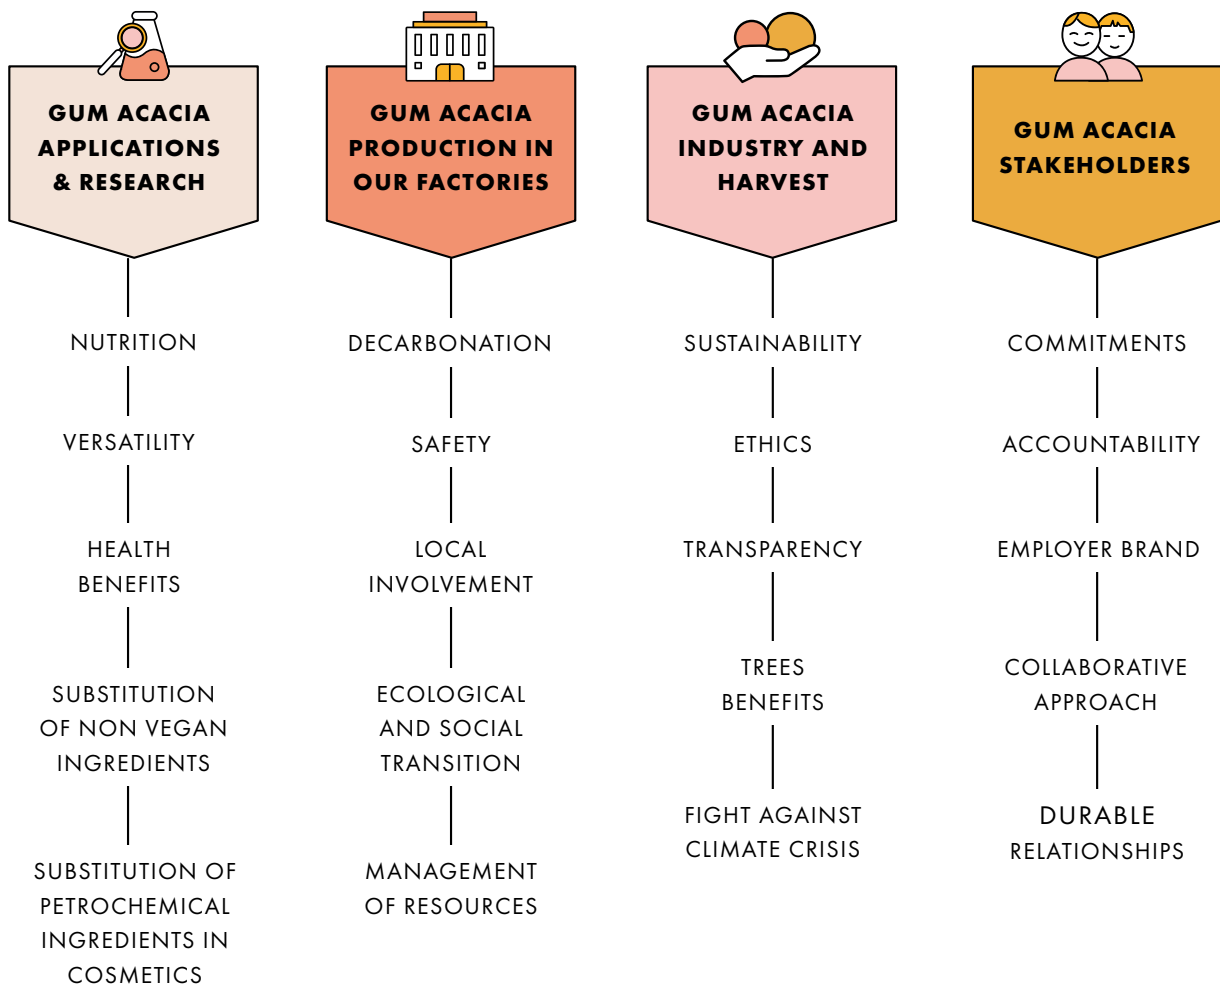 GUM ACACIA
APPLICATIONS
& RESEARCH
NUTRITION
VERSATILITY
HEALTH
BENEFITS
SUBSTITUTION
OF NON VEGAN
INGREDIENTS
SUBSTITUTION OF
PETROCHEMICAL
INGREDIENTS IN
COSMETICS
GUM ACACIA
PRODUCTION IN
OUR FACTORIES
DECARBONATION
SAFETY
LOCAL
INVOLVEMENT
ECOLOGICAL
AND SOCIAL
TRANSITION
MANAGEMENT
OF RESOURCES
GUM ACACIA
INDUSTRY AND
HARVEST
SUSTAINABILITY
ETHICS
TRANSPARENCY
TREES
BENEFITS
FIGHT AGAINST
CLIMATE CRISIS
GUM ACACIA
STAKEHOLDERS
COMMITMENTS
ACCOUNTABILITY
EMPLOYER BRAND
COLLABORATIVE
APPROACH
DURABLE
RELATIONSHIPS